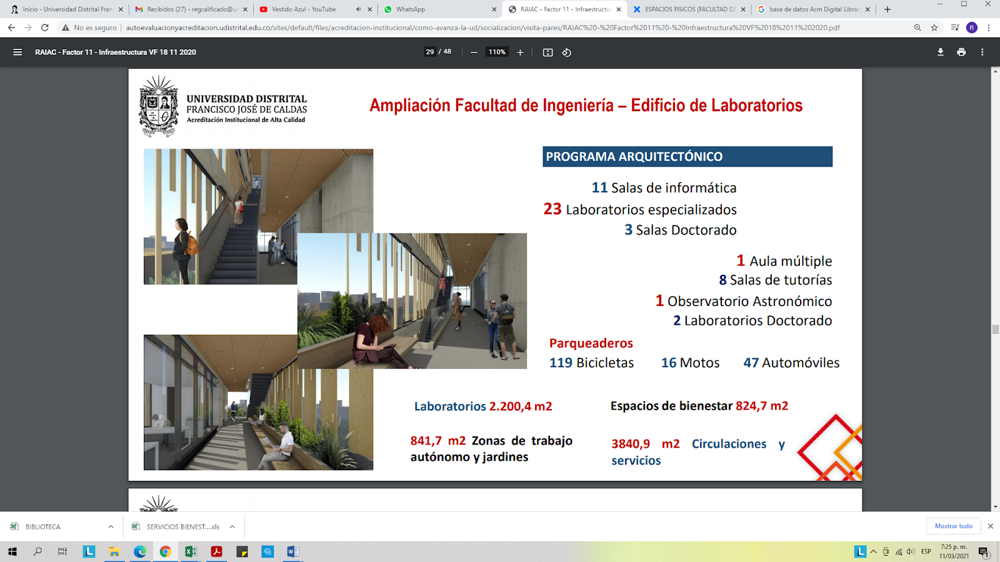 Inicio - Universidad Distrital Fran
Recibidos (27) - regcalificado@u
Vestido Azul - YouTube
WhatsApp
RAIAC - Factor 11 - Infraestructu
ESPACIOS FISICOS (FACULTAD DE
base de datos Acm Digital Library
No es seguro
autoevaluacionyacreditacion.udistrital.edu.co/sites/default/files/acreditacion-institucional/como-avanza-la-ud/socializacion/visita-pares/RAIAC%20-%20Factor%2011%20-%20Infraestructura%20VF%2018%2011%202020.pdf
R
RAIAC - Factor 11 - Infraestructura VF 18 11 2020
29 / 48
110%
UNIVERSIDAD DISTRITAL
FRANCISCO JOSÉ DE CALDAS
Acreditación Institucional de Alta Calidad
Ampliación Facultad de Ingeniería – Edificio de Laboratorios
PROGRAMA ARQUITECTÓNICO
11 Salas de informática
23 Laboratorios especializados
3 Salas Doctorado
1 Aula múltiple
8 Salas de tutorías
1 Observatorio Astronómico
2 Laboratorios Doctorado
Parqueaderos
119 Bicicletas 16 Motos 47 Automóviles
Laboratorios 2.200,4 m2
Espacios de bienestar 824,7 m2
841,7 m2 Zonas de trabajo
autónomo y jardines
3840,9 m2 Circulaciones y
servicios
BIBLIOTECA
SERVICIOS BIENEST....xls
Mostrar todo
L
L
ESP
7:25 p. m.
11/03/2021
1